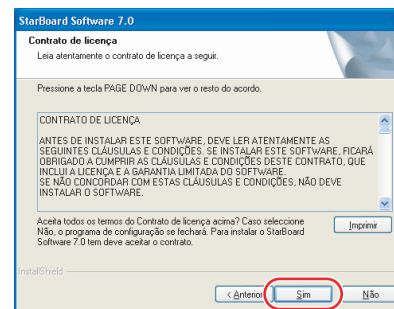 StarBoard Software 7.0
Contrato de licença
Leia atentamente o contrato de licença a seguir.
Pressione a tecla PAGE DOWN para ver o resto do acordo.
CONTRATO DE LICENÇA
ANTES DE INSTALAR ESTE SOFTWARE, DEVE LER ATENTAMENTE AS
SEGUINTES CLÁUSULAS E CONDIÇÕES. SE INSTALAR ESTE SOFTWARE, FICARÁ
OBRIGADO A CUMPRIR AS CLÁUSULAS E CONDIÇÕES DESTE CONTRATO, QUE
INCLUI A LICENÇA E A GARANTIA LIMITADA DO SOFTWARE.
SE NÃO CONCORDAR COM ESTAS CLÁUSULAS E CONDIÇÕES, NÃO DEVE
INSTALAR O SOFTWARE.
Aceita todos os termos do Contrato de licença acima? Caso seleccione
Não, o programa de configuração se fechará. Para instalar o StarBoard
Software 7.0 tem deve aceitar o contrato.
Imprimir
InstallShield
< Anterior
Sim
Não